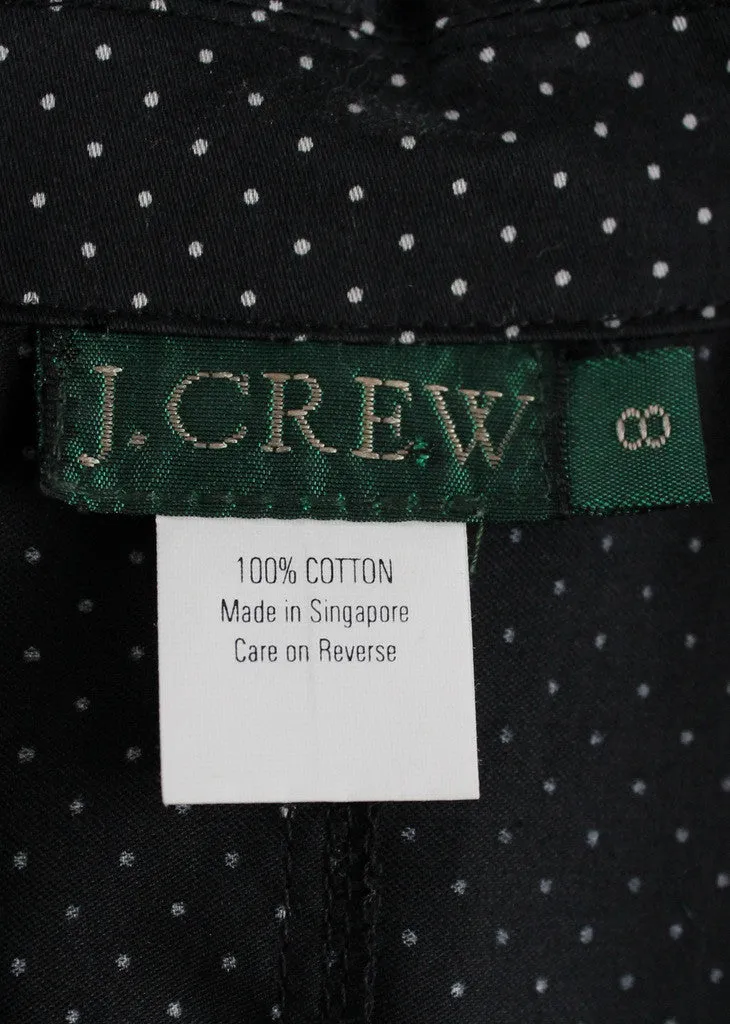 J.CREW 8
100% COTTON
Made in Singapore
Care on Reverse